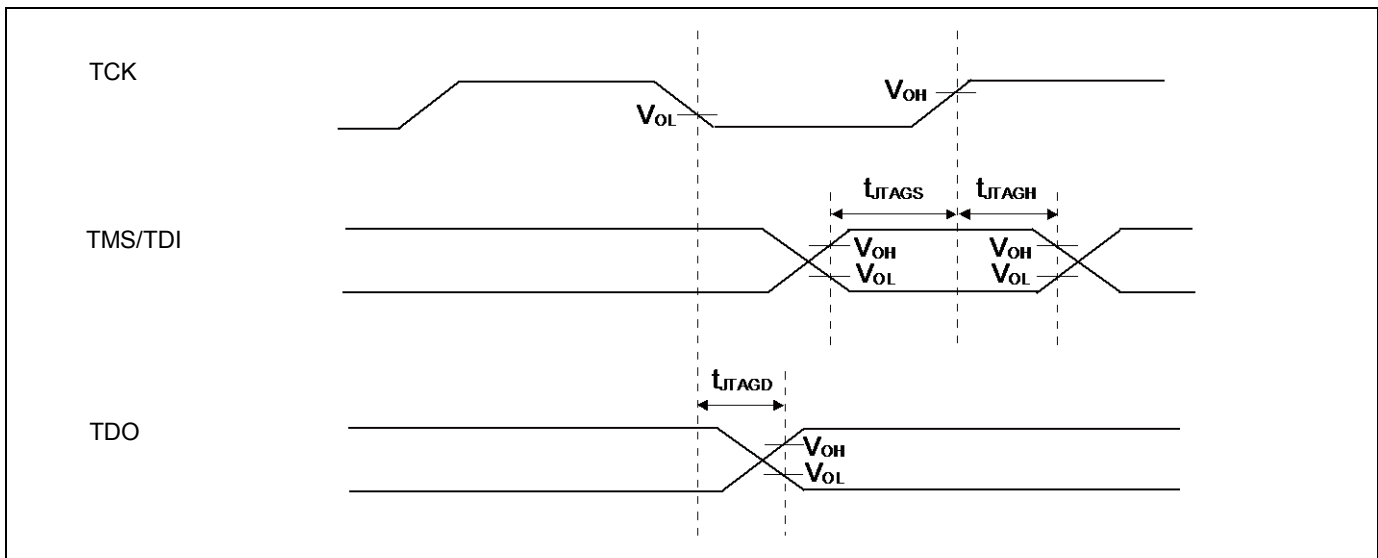 TCK
VOL
VOH
tJTAGS
tJTAGH
TMS/TDI
VOH
VOL
VOH
VOL
tJTAGD
TDO
VOH
VOL